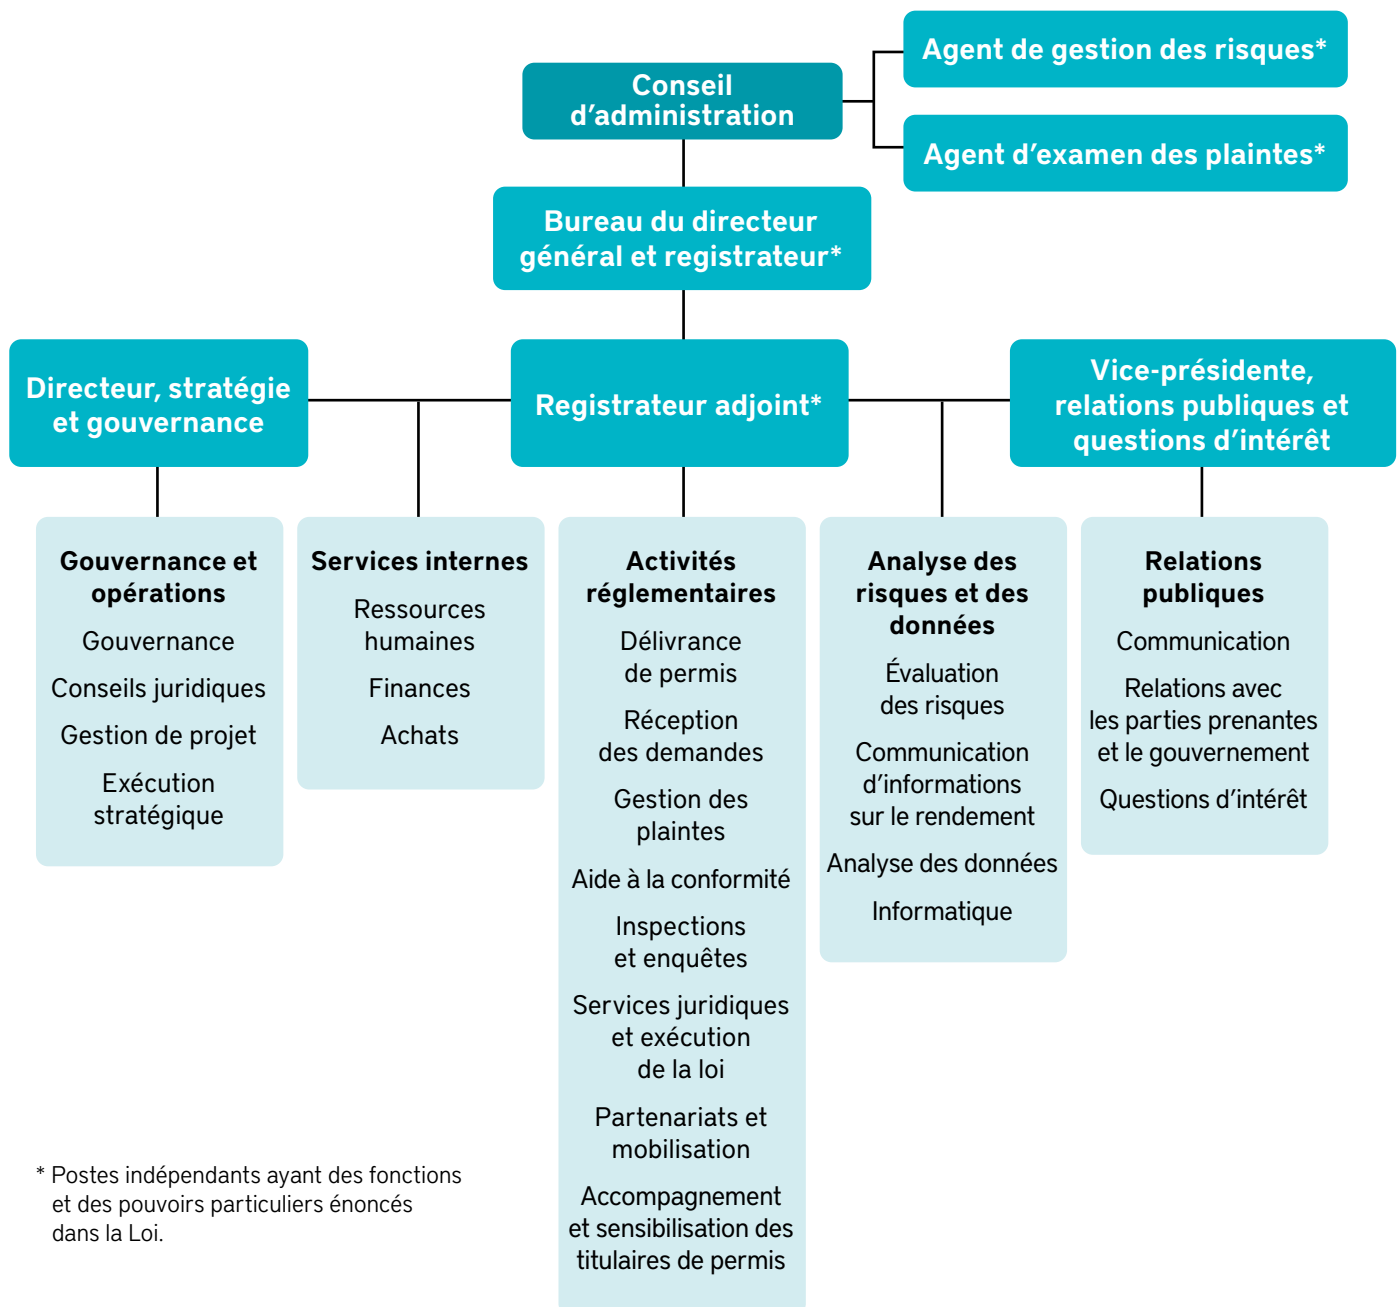 Conseil
d’administration
Agent de gestion des risques*
Agent d’examen des plaintes*
Bureau du directeur
général et registrateur*
Directeur, stratégie
et gouvernance
Registrateur adjoint*
Vice-présidente,
relations publiques et
questions d’intérêt
Gouvernance et
opérations
Gouvernance
Conseils juridiques
Gestion de projet
Exécution
stratégique
Services internes
Ressources
humaines
Finances
Achats
Activités
réglementaires
Délivrance
de permis
Réception
des demandes
Gestion des
plaintes
Aide à la conformité
Inspections
et enquêtes
Services juridiques
et exécution
de la loi
Partenariats et
mobilisation
Accompagnement
et sensibilisation des
titulaires de permis
Analyse des
risques et des
données
Évaluation
des risques
Communication
d’informations
sur le rendement
Analyse des données
Informatique
Relations
publiques
Communication
Relations avec
les parties prenantes
et le gouvernement
Questions d’intérêt
* Postes indépendants ayant des fonctions
et des pouvoirs particuliers énoncés
dans la Loi.